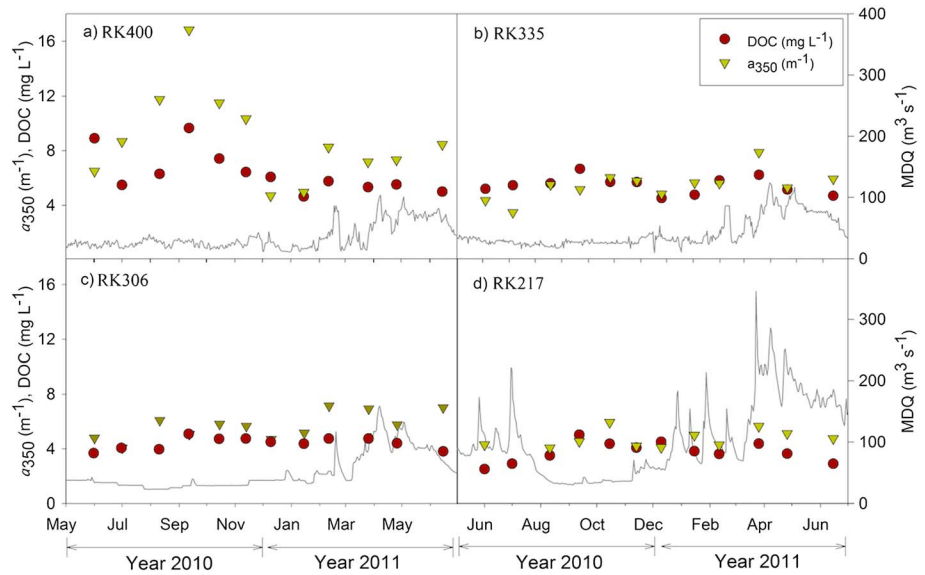 a) RK400
b) RK335
DOC (mg L-1)
a350 (m-1)
16
12
8
4
a350 (m-1), DOC (mg L-1)
400
300
200
100
0
MDQ (m3 s-1)
c) RK306
d) RK217
16
12
8
4
0
a350 (m-1), DOC (mg L-1)
300
200
100
0
MDQ (m3 s-1)
May Jul Sep Nov Jan Mar May Jun Aug Oct Dec Feb Apr Jun
Year 2010 Year 2011 Year 2010 Year 2011